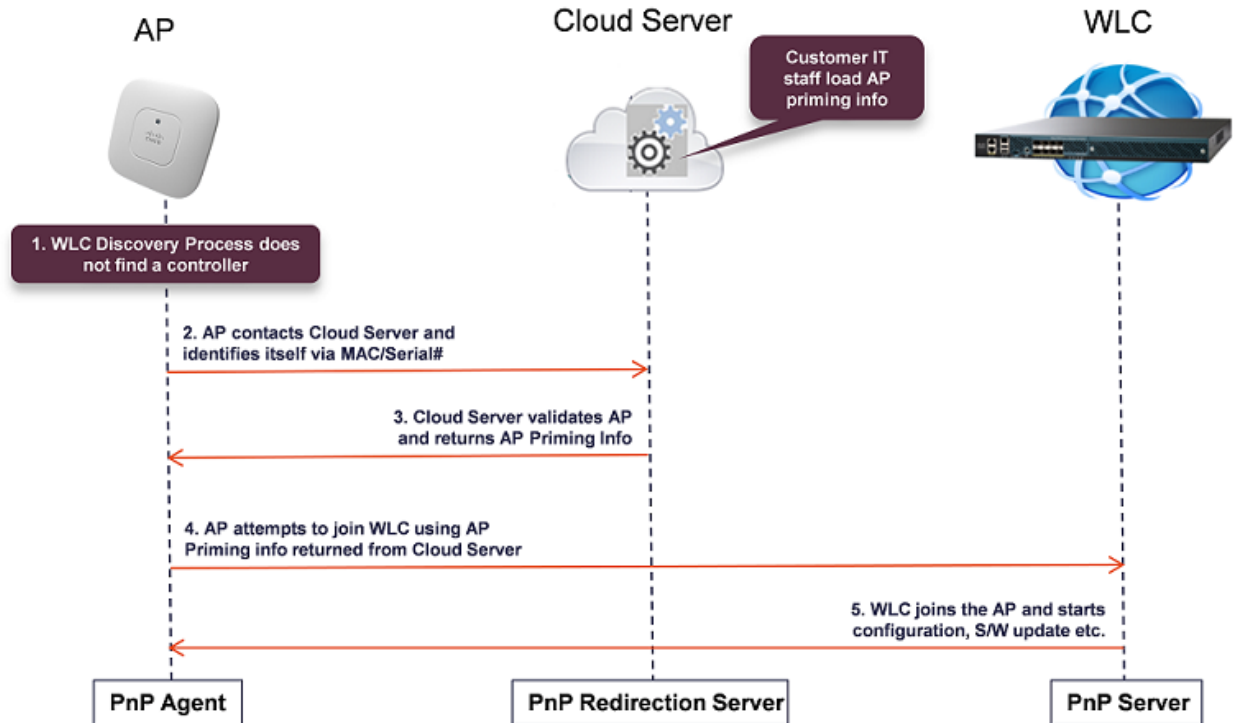 AP
Cloud Server
WLC
Customer IT
staff load AP
priming info
CISCO
1. WLC Discovery Process does
not find a controller
2. AP contacts Cloud Server and
identifies itself via MAC/Serial#
3. Cloud Server validates AP
and returns AP Priming Info
4. AP attempts to join WLC using AP
Priming info returned from Cloud Server
5. WLC joins the AP and starts
configuration, S/W update etc.
PnP Agent
PnP Redirection Server
PnP Server